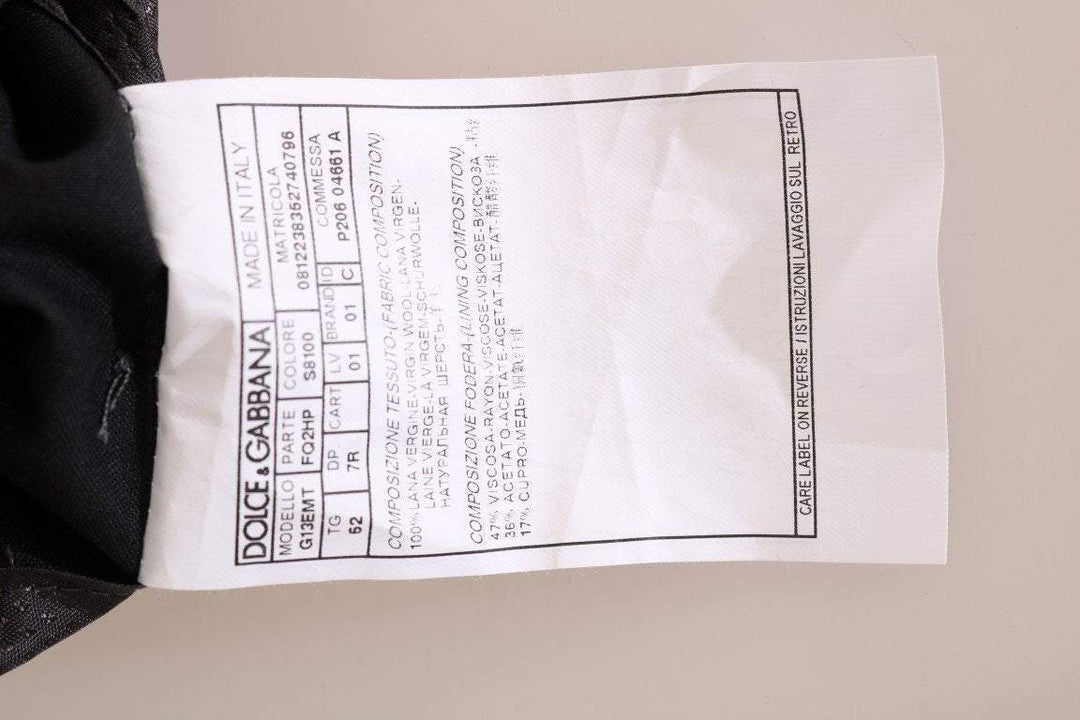 DOLCE & GABBANA MADE IN ITALY
MODELLO PARTE COLORE MATRICOLA
G13EMT FQ2HP S8100 08122383527 40796
TG DP CART LV BRAND ID COMMESSA
52 7R 01 01 C P206 04661 A
COMPOSIZIONE TESSUTO-(FABRIC COMPOSITION)
100% LANA VERGINE-VIRGIN WOOL-LANA VIRGEN-
LAINE VIERGE-LÃ VIRGEM-SCHURWOLLE-
НАТУРАЛЬНАЯ ШЕРСТЬ-
COMPOSIZIONE FODERA-(LINING COMPOSITION)
47% VISCOSA-RAYON-VISCOSE-VISKOSE-ВИСКОЗА-
36% ACETATO-ACETATE-ACETAT-АЦЕТАТ-
17% CUPRO-МЕДЬ-
CARE LABEL ON REVERSE / ISTRUZIONI LAVAGGIO SUL RETRO